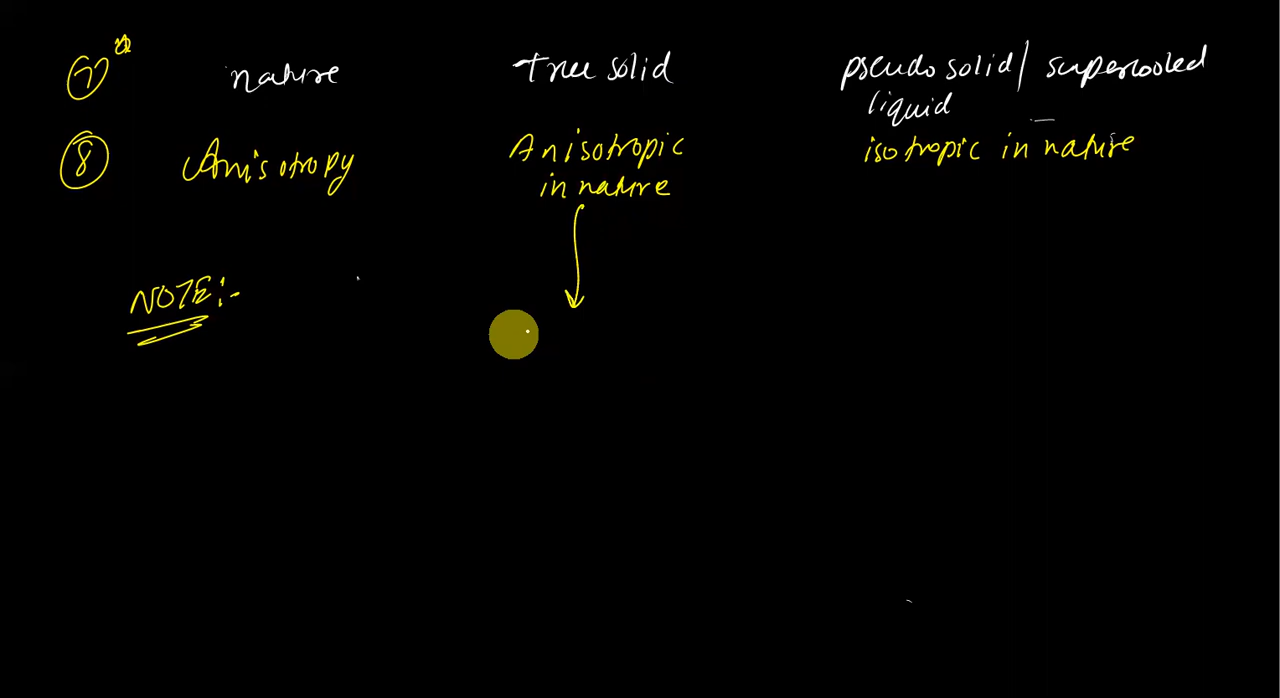 7 nature True solid pseudo solid/ supercooled
liquid
8 Anisotropy Anisotropic isotropic in nature
in nature
NOTE:-